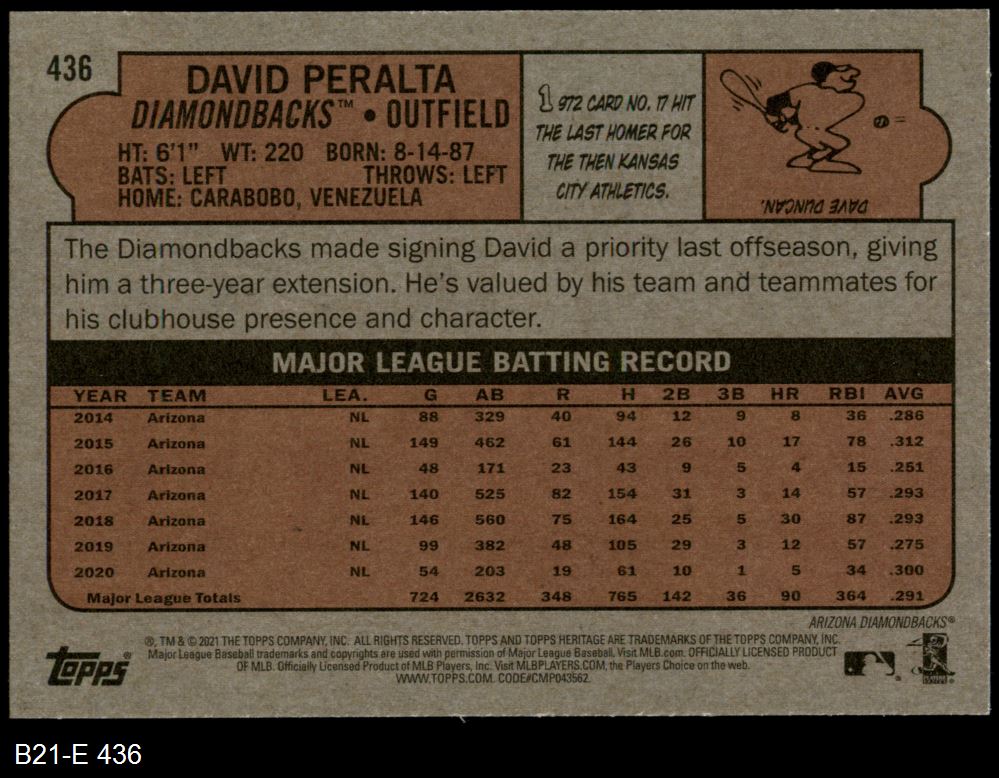 436
DAVID PERALTA
DIAMONDBACKS™ • OUTFIELD
HT: 6'1" WT: 220 BORN: 8-14-87
BATS: LEFT THROWS: LEFT
HOME: CARABOBO, VENEZUELA
1972 CARD NO. 17 HIT
THE LAST HOMER FOR
THE THEN KANSAS
CITY ATHLETICS.
DAVE DUNCAN.
The Diamondbacks made signing David a priority last offseason, giving
him a three-year extension. He's valued by his team and teammates for
his clubhouse presence and character.
MAJOR LEAGUE BATTING RECORD
YEAR TEAM LEA. G AB R H 2B 3B HR RBI AVG
2014 Arizona NL 88 329 40 94 12 9 8 36 .286
2015 Arizona NL 149 462 61 144 26 10 17 78 .312
2016 Arizona NL 48 171 23 43 9 5 4 15 .251
2017 Arizona NL 140 525 82 154 31 3 14 57 .293
2018 Arizona NL 146 560 75 164 25 5 30 87 .293
2019 Arizona NL 99 382 48 105 29 3 12 57 .275
2020 Arizona NL 54 203 19 61 10 1 5 34 .300
Major League Totals 724 2632 348 765 142 36 90 364 .291
ARIZONA DIAMONDBACKS®
®, TM & © 2021 THE TOPPS COMPANY, INC. ALL RIGHTS RESERVED. TOPPS AND TOPPS HERITAGE ARE TRADEMARKS OF THE TOPPS COMPANY, INC.
Major League Baseball trademarks and copyrights are used with permission of Major League Baseball. Visit MLB.com. OFFICIALLY LICENSED PRODUCT
OF MLB. Officially Licensed Product of MLB Players, Inc. Visit MLBPLAYERS.COM, the Players Choice on the web.
WWW.TOPPS.COM. CODE#CMP043562.
Topps®
B21-E 436